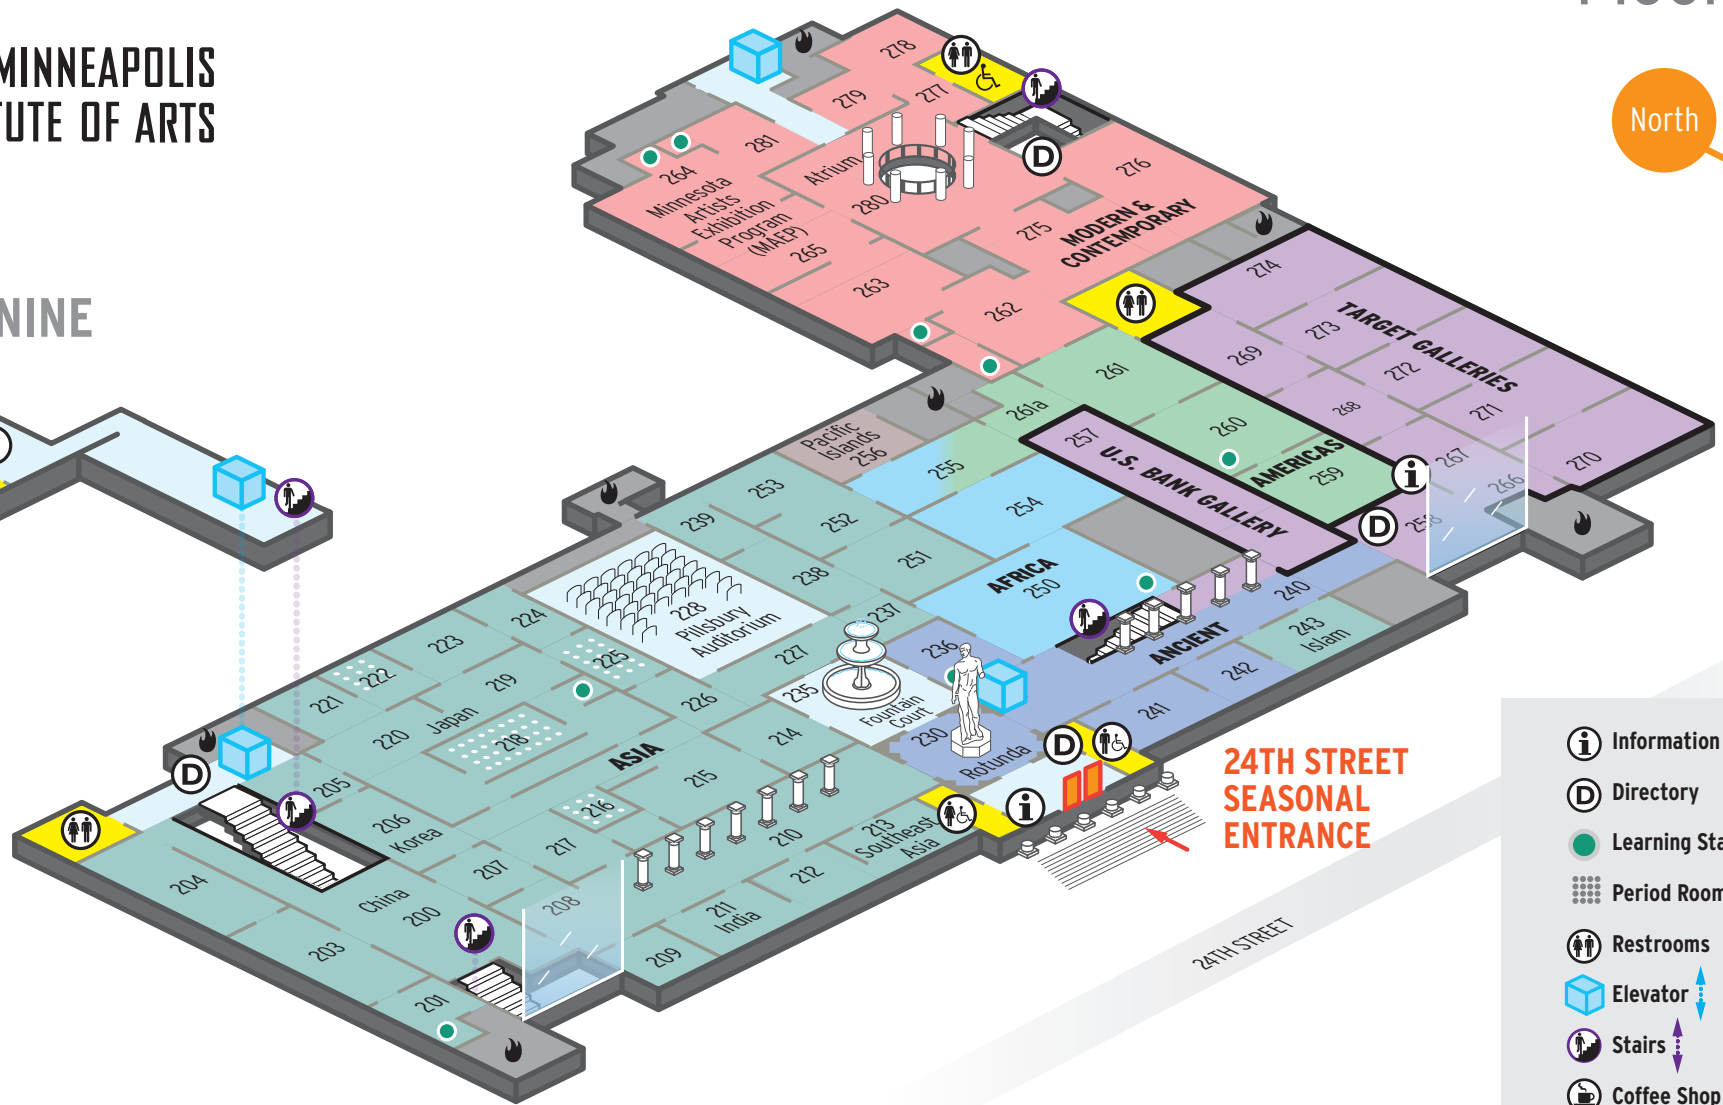 MINNEAPOLIS
TUTE OF ARTS
NINE
North
278
279
277
281
264
Minnesota
Artists
Exhibition
Program
(MAEP)
Atrium
280
276
275
MODERN &
CONTEMPORARY
265
263
262
274
273
TARGET GALLERIES
269
272
268
271
267
270
266
261
261a
260
AMERICAS
259
257
U.S. BANK GALLERY
258
Pacific
Islands
256
255
254
253
252
251
239
238
237
AFRICA
250
240
ANCIENT
243
Islam
242
241
236
235
Fountain
Court
230
Rotunda
228
Pillsbury
Auditorium
227
226
225
224
223
222
221
220
Japan
219
218
ASIA
214
215
216
217
205
206
Korea
207
208
China
200
204
203
201
209
211
India
212
210
213
Southeast
Asia
D
D
D
D
i
i
24TH STREET
SEASONAL
ENTRANCE
24TH STREET
i Information
D Directory
Learning Sta
Period Room
Restrooms
Elevator
Stairs
Coffee Shop